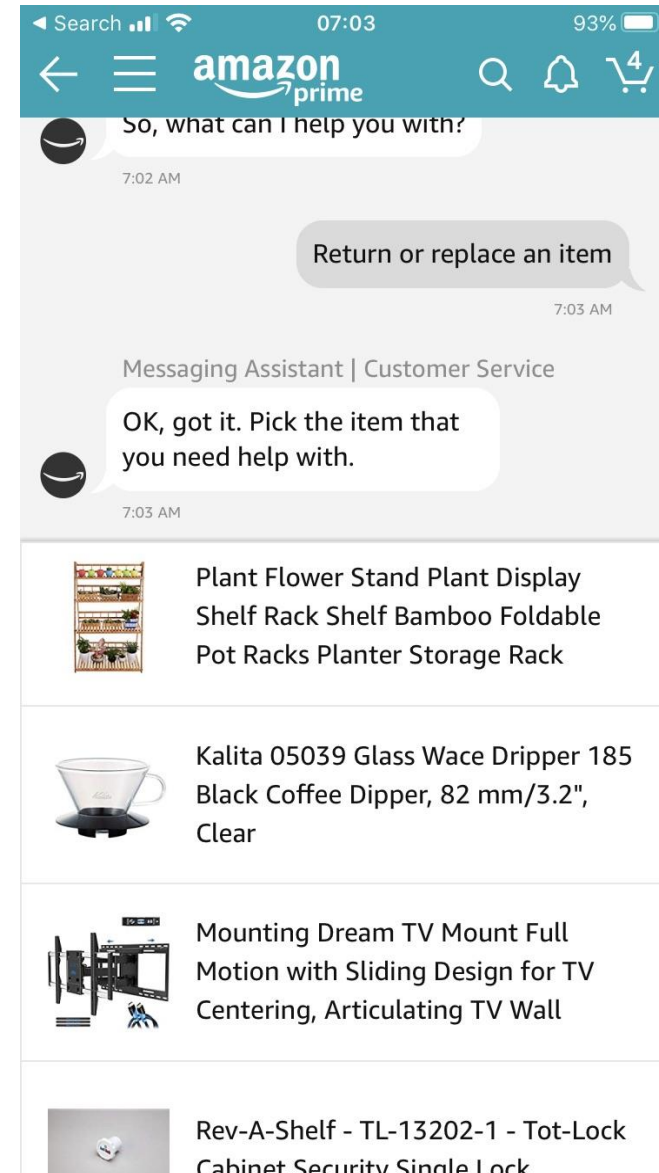 ◀ Search 07:03 93%
amazon
prime
4
So, what can I help you with?
7:02 AM
Return or replace an item
7:03 AM
Messaging Assistant | Customer Service
OK, got it. Pick the item that
you need help with.
7:03 AM
Plant Flower Stand Plant Display
Shelf Rack Shelf Bamboo Foldable
Pot Racks Planter Storage Rack
Kalita 05039 Glass Wace Dripper 185
Black Coffee Dipper, 82 mm/3.2",
Clear
Mounting Dream TV Mount Full
Motion with Sliding Design for TV
Centering, Articulating TV Wall
Rev-A-Shelf - TL-13202-1 - Tot-Lock
Cabinet Security Single Lock